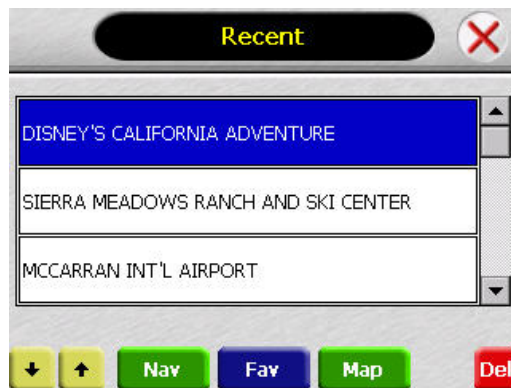 Recent
DISNEY'S CALIFORNIA ADVENTURE
SIERRA MEADOWS RANCH AND SKI CENTER
MCCARRAN INT'L AIRPORT
Nav Fav Map Del